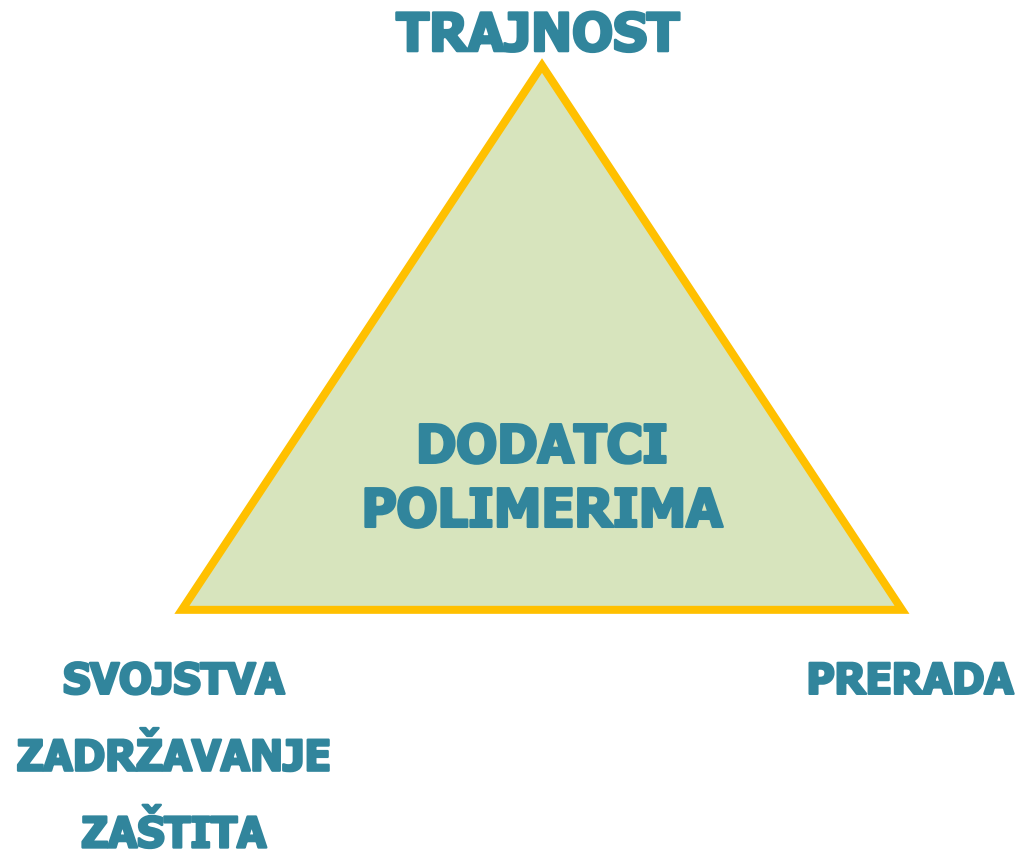 TRAJNOST
DODATCI
POLIMERIMA
SVOJSTVA
PRERADA
ZADRŽAVANJE
ZAŠTITA